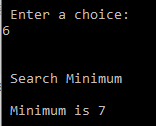 Enter a choice:
6
Search Minimum
Minimum is 7